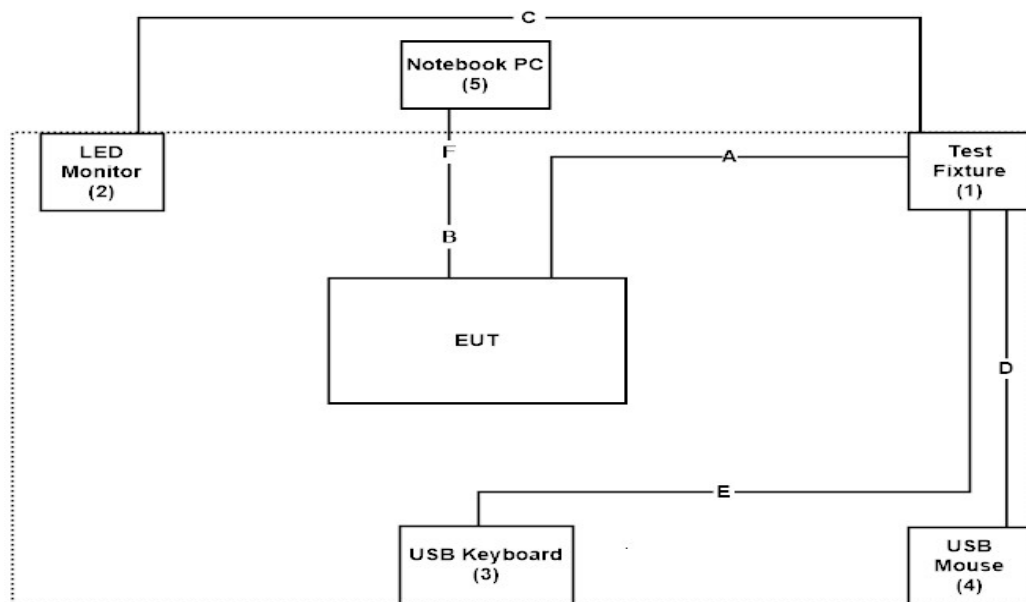 C
Notebook PC
(5)
LED
Monitor
(2)
F
A
Test
Fixture
(1)
B
EUT
D
E
USB Keyboard
(3)
USB
Mouse
(4)